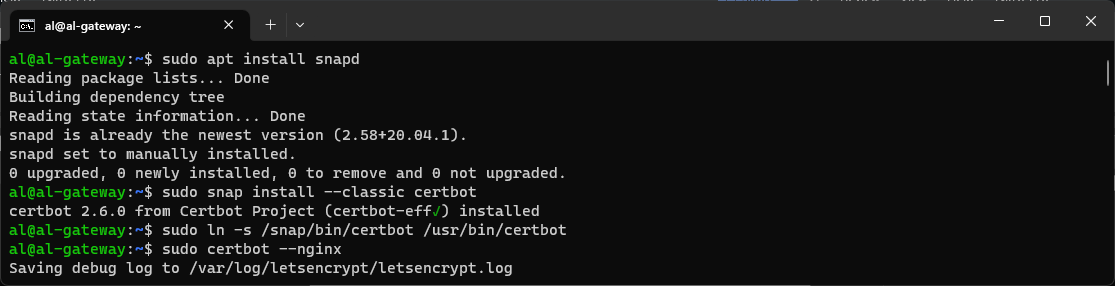 al@al-gateway: ~
al@al-gateway:~$ sudo apt install snapd
Reading package lists... Done
Building dependency tree
Reading state information... Done
snapd is already the newest version (2.58+20.04.1).
snapd set to manually installed.
0 upgraded, 0 newly installed, 0 to remove and 0 not upgraded.
al@al-gateway:~$ sudo snap install --classic certbot
certbot 2.6.0 from Certbot Project (certbot-eff✓) installed
al@al-gateway:~$ sudo ln -s /snap/bin/certbot /usr/bin/certbot
al@al-gateway:~$ sudo certbot --nginx
Saving debug log to /var/log/letsencrypt/letsencrypt.log